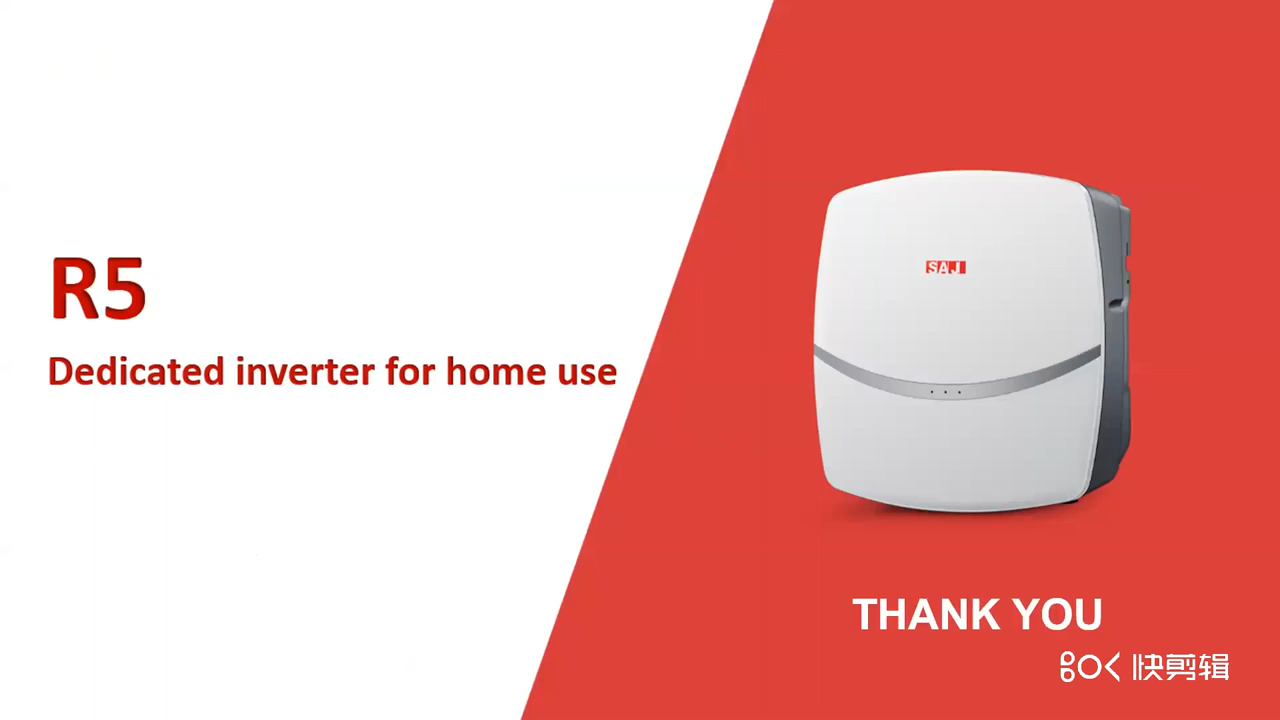 R5
Dedicated inverter for home use
SAJ
THANK YOU
快剪辑